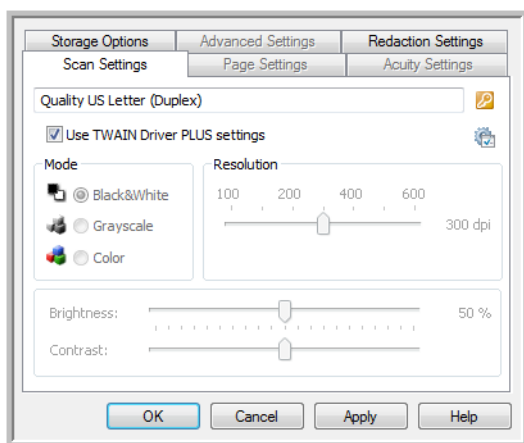 Storage Options Advanced Settings Redaction Settings
Scan Settings Page Settings Acuity Settings
Quality US Letter (Duplex)
Use TWAIN Driver PLUS settings
Mode Resolution
Black&White 100 200 400 600
Grayscale 300 dpi
Color
Brightness: 50 %
Contrast:
OK Cancel Apply Help